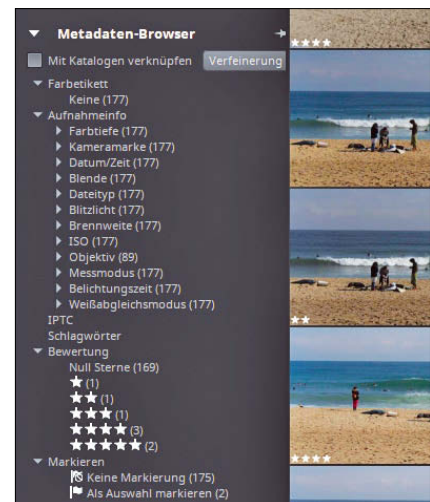 Metadaten-Browser
Mit Katalogen verknüpfen Verfeinerung
Farbetikett
Keine (177)
Aufnahmeinfo
Farbtiefe (177)
Kameramarke (177)
Datum/Zeit (177)
Blende (177)
Dateityp (177)
Blitzlicht (177)
Brennweite (177)
ISO (177)
Objektiv (89)
Messmodus (177)
Belichtungszeit (177)
Weißabgleichsmodus (177)
IPTC
Schlagwörter
Bewertung
Null Sterne (169)
(1)
(1)
(1)
(3)
(2)
Markieren
Keine Markierung (175)
Als Auswahl markieren (2)